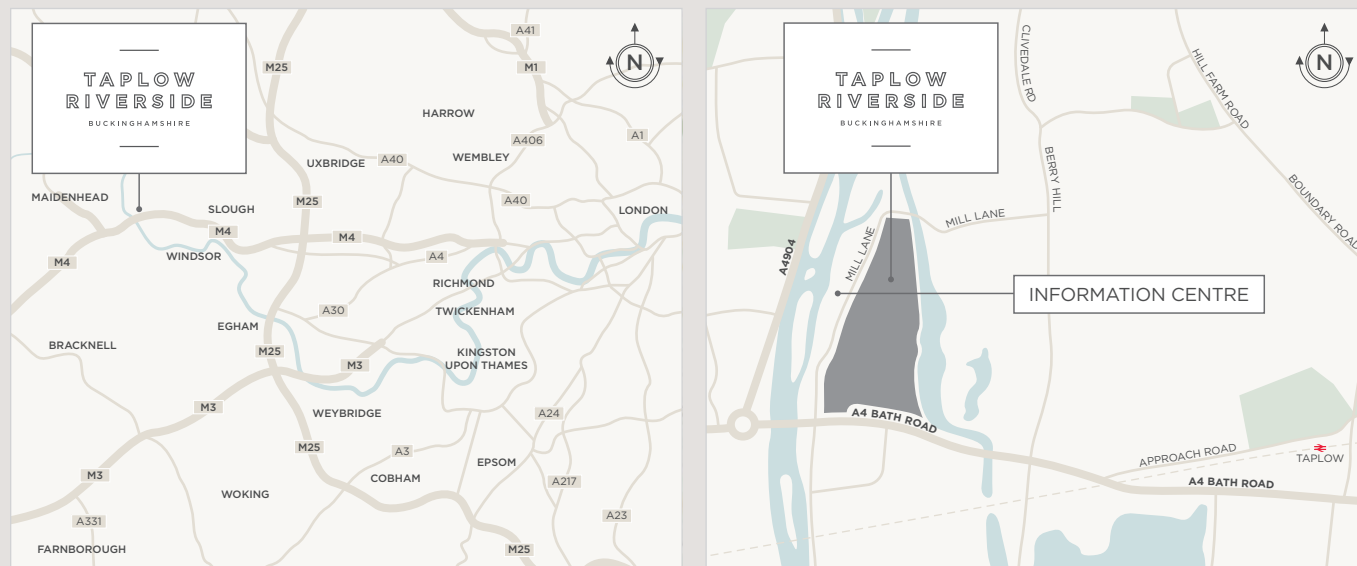 TAPLOW
RIVERSIDE
BUCKINGHAMSHIRE
A41
M1
M25
N
HARROW
A406
A1
UXBRIDGE
A40
WEMBLEY
MAIDENHEAD
M25
A40
SLOUGH
LONDON
M4
M4
WINDSOR
A4
M4
RICHMOND
A30
TWICKENHAM
EGHAM
BRACKNELL
M25
KINGSTON
UPON THAMES
M3
M3
WEYBRIDGE
A24
M25
A3
EPSOM
M3
COBHAM
A217
WOKING
A23
A331
FARNBOROUGH
M25
TAPLOW
RIVERSIDE
BUCKINGHAMSHIRE
CLIVEDALE RD
HILL FARM ROAD
N
BERRY HILL
BOUNDARY ROAD
MILL LANE
MILL LANE
A4904
INFORMATION CENTRE
A4 BATH ROAD
APPROACH ROAD
TAPLOW
A4 BATH ROAD